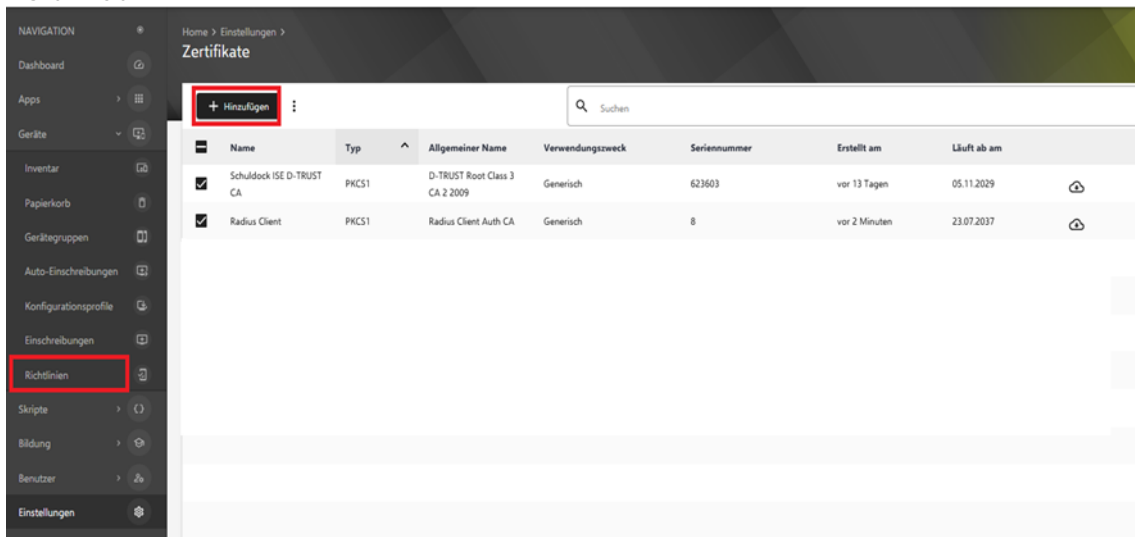 NAVIGATION
Dashboard
Apps
Geräte
Inventar
Papierkorb
Gerätegruppen
Auto-Einschreibungen
Konfigurationsprofile
Einschreibungen
Richtlinien
Skripte
Bildung
Benutzer
Einstellungen
Home > Einstellungen >
Zertifikate
+ Hinzufügen
Suchen
Name Typ Allgemeiner Name Verwendungszweck Seriennummer Erstellt am Läuft ab am
Schuldock ISE D-TRUST
CA
PKCS1
D-TRUST Root Class 3
CA 2 2009
Generisch 623603 vor 13 Tagen 05.11.2029
Radius Client PKCS1 Radius Client Auth CA Generisch 8 vor 2 Minuten 23.07.2037